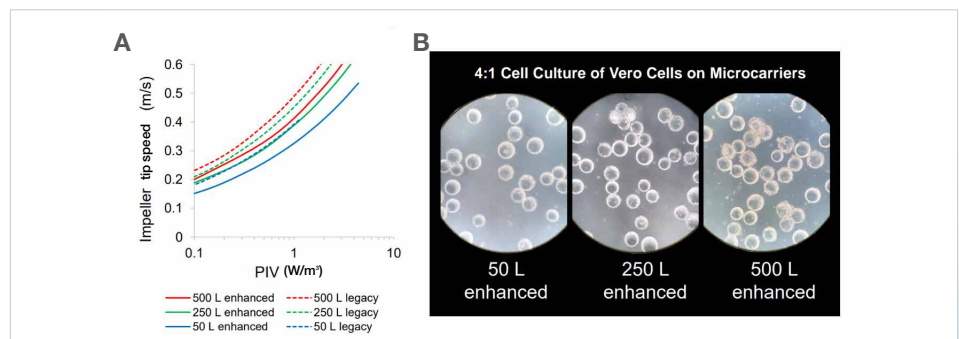 A
B
0.6
0.5
0.4
0.3
0.2
0.1
0
Impeller tip speed (m/s)
0.1
1
10
PIV (W/m³)
500 L enhanced
500 L legacy
250 L enhanced
250 L legacy
50 L enhanced
50 L legacy
4:1 Cell Culture of Vero Cells on Microcarriers
50 L
enhanced
250 L
enhanced
500 L
enhanced